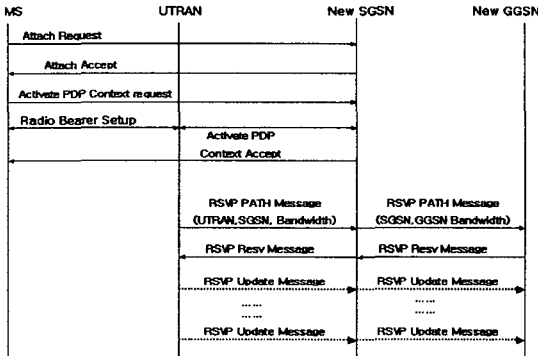 MS UTRAN New SGSN New GGSN
Attach Request
Attach Accept
Activate PDP Context request
Radio Bearer Setup
Activate PDP
Context Accept
RSVP PATH Message RSVP PATH Message
(UTRAN,SGSN, Bandwidth) (SGSN,GGSN Bandwidth)
RSVP Resv Message RSVP Resv Message
RSVP Update Message RSVP Update Message
...... ......
...... ......
RSVP Update Message RSVP Update Message